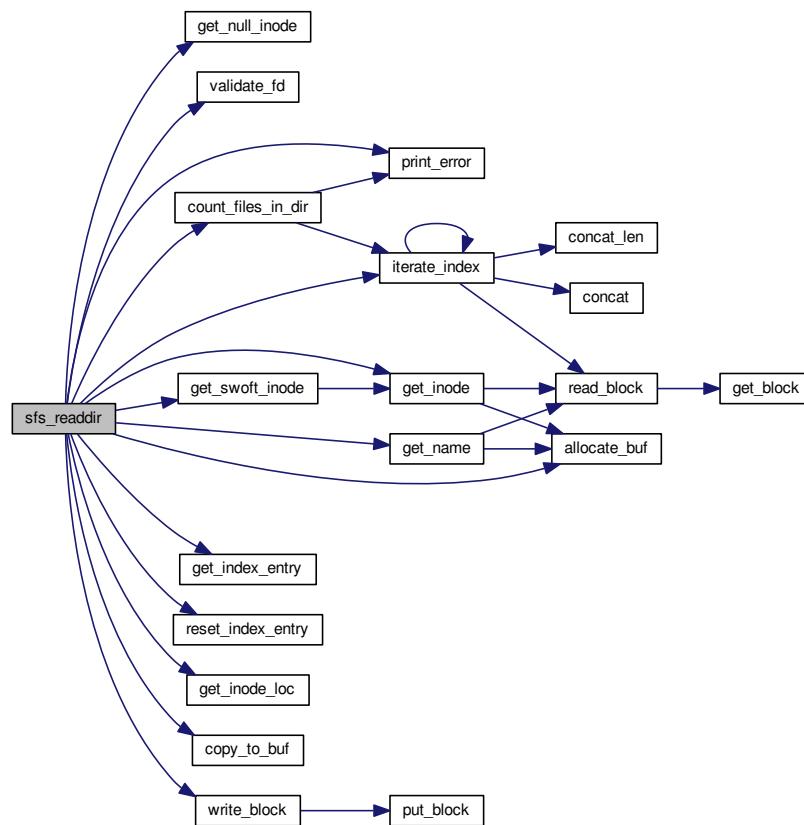 get_null_inode
validate_fd
print_error
count_files_in_dir
concat_len
iterate_index
concat
get_swoft_inode
get_inode
read_block
get_block
sfs_readdir
get_name
allocate_buf
get_index_entry
reset_index_entry
get_inode_loc
copy_to_buf
write_block
put_block